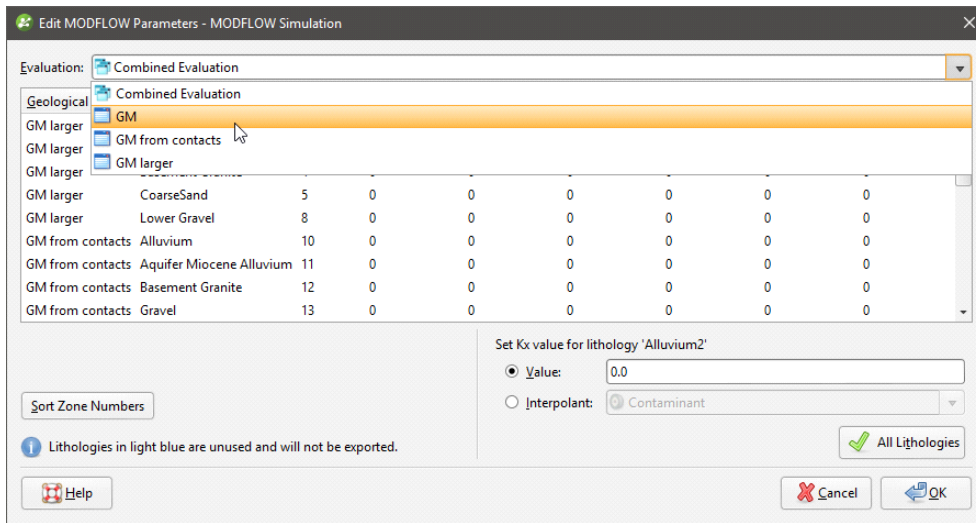 Edit MODFLOW Parameters - MODFLOW Simulation
Evaluation: Combined Evaluation
Combined Evaluation
GM
GM from contacts
GM larger
Geological
GM larger
GM larger
GM larger
GM larger CoarseSand 5 0 0 0 0 0 0
GM larger Lower Gravel 8 0 0 0 0 0 0
GM from contacts Alluvium 10 0 0 0 0 0 0
GM from contacts Aquifer Miocene Alluvium 11 0 0 0 0 0 0
GM from contacts Basement Granite 12 0 0 0 0 0 0
GM from contacts Gravel 13 0 0 0 0 0 0
Set Kx value for lithology 'Alluvium2'
Value: 0.0
Interpolant: Contaminant
Sort Zone Numbers
Lithologies in light blue are unused and will not be exported.
All Lithologies
Help
Cancel
OK